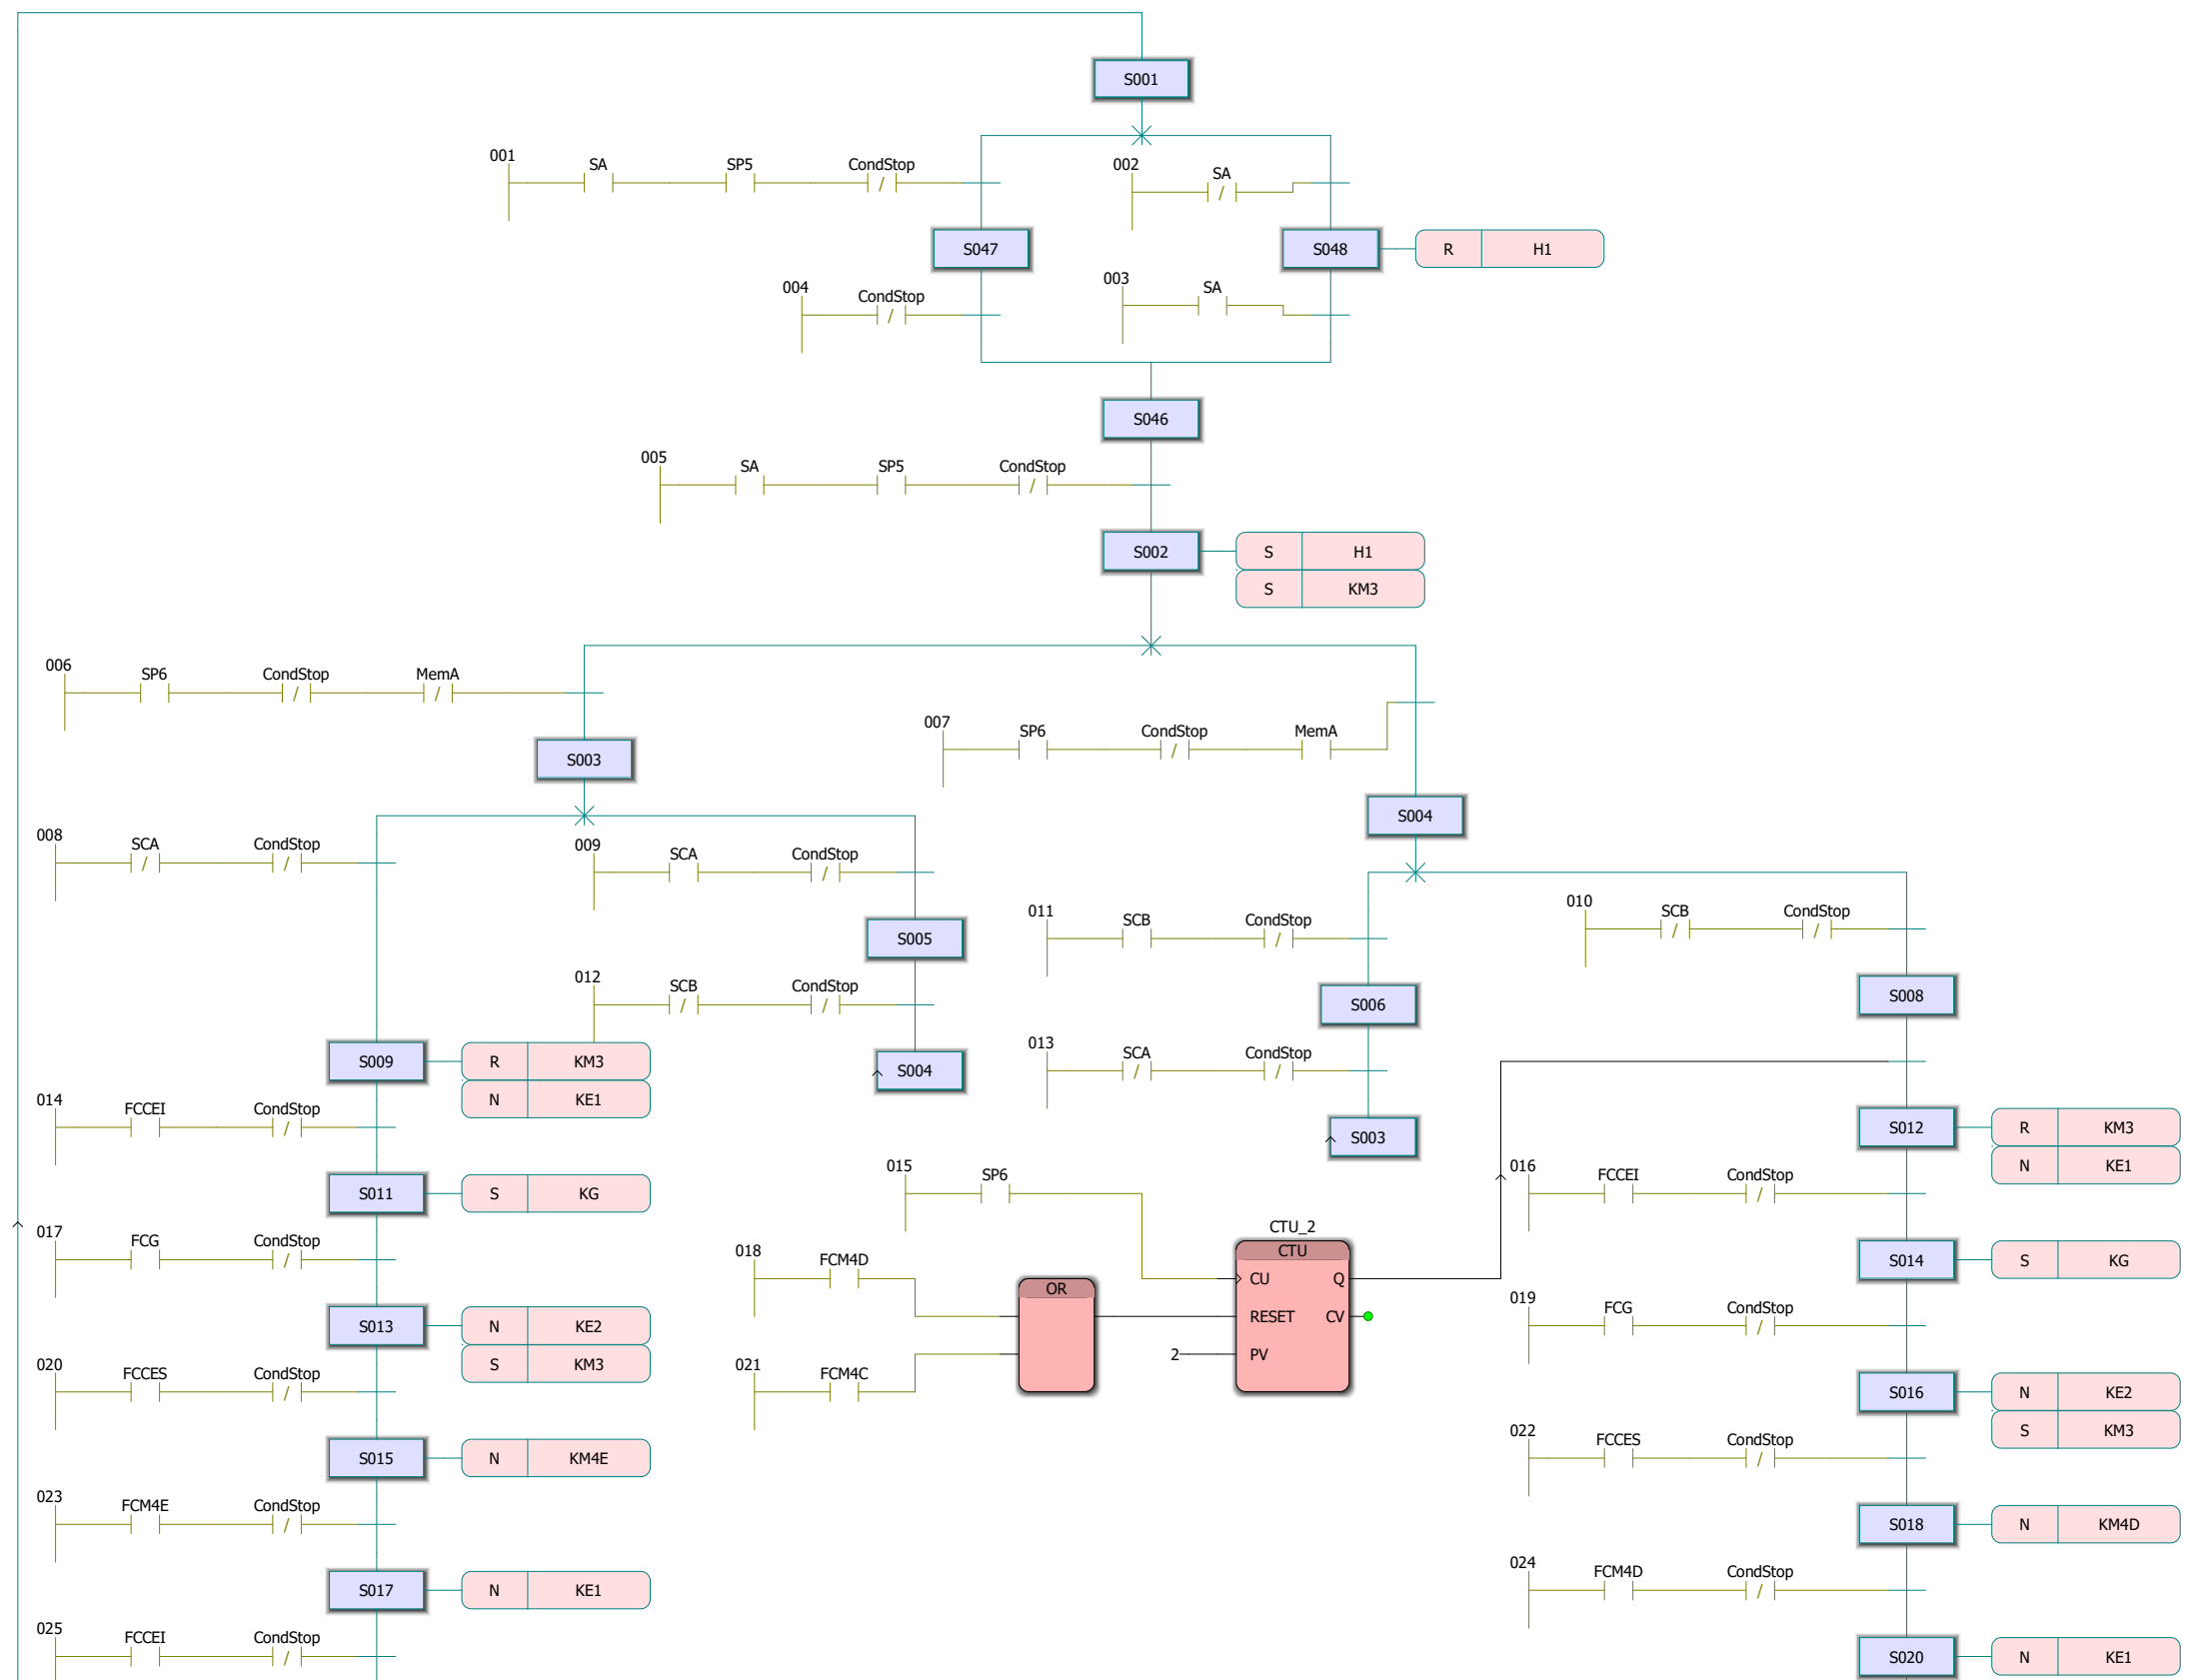 S001
001
SA SP5 CondStop
002
SA
S047
S048 R H1
004
CondStop
003
SA
S046
005
SA SP5 CondStop
S002 S H1
S KM3
006
SP6 CondStop MemA
007
SP6 CondStop MemA
S003
S004
008
SCA CondStop
009
SCA CondStop
010
SCB CondStop
011
SCB CondStop
S005
012
SCB CondStop
S006
S008
S009 R KM3
N KE1
S004
013
SCA CondStop
014
FCCEI CondStop
S003
S012 R KM3
N KE1
015
SP6
016
FCCEI CondStop
S011 S KG
017
FCG CondStop
018
FCM4D
CTU_2
CTU
CU Q
RESET CV
2 PV
OR
S014 S KG
019
FCG CondStop
S013 N KE2
S KM3
020
FCCES CondStop
021
FCM4C
S016 N KE2
S KM3
022
FCCES CondStop
S015 N KM4E
023
FCM4E CondStop
S018 N KM4D
024
FCM4D CondStop
S017 N KE1
025
FCCEI CondStop
S020 N KE1